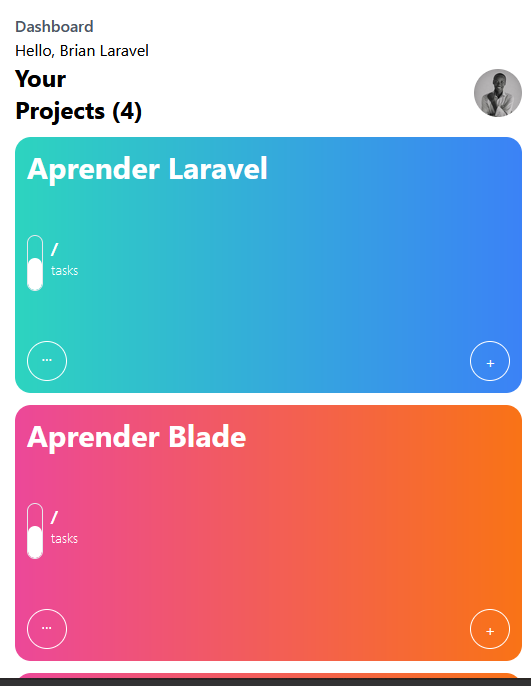 Dashboard
Hello, Brian Laravel
Your
Projects (4)
Aprender Laravel
/
tasks
... +
Aprender Blade
/
tasks
... +